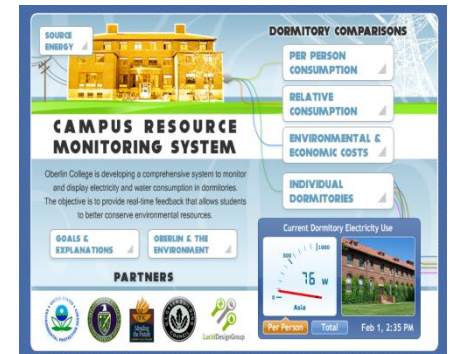 SOURCE
ENERGY
DORMITORY COMPARISONS
PER PERSON
CONSUMPTION
RELATIVE
CONSUMPTION
ENVIRONMENTAL &
ECONOMIC COSTS
INDIVIDUAL
DORMITORIES
CAMPUS RESOURCE
MONITORING SYSTEM
Oberlin College is developing a comprehensive system to monitor
and display electricity and water consumption in dormitories.
The objective is to provide real-time feedback that allows students
to better conserve environmental resources.
GOALS &
EXPLANATIONS
OBERLIN & THE
ENVIRONMENT
PARTNERS
LucidDesignGroup
Current Dormitory Electricity Use
500
1000
76 W
Asia
Per Person
Total
Feb 1, 2:35 PM